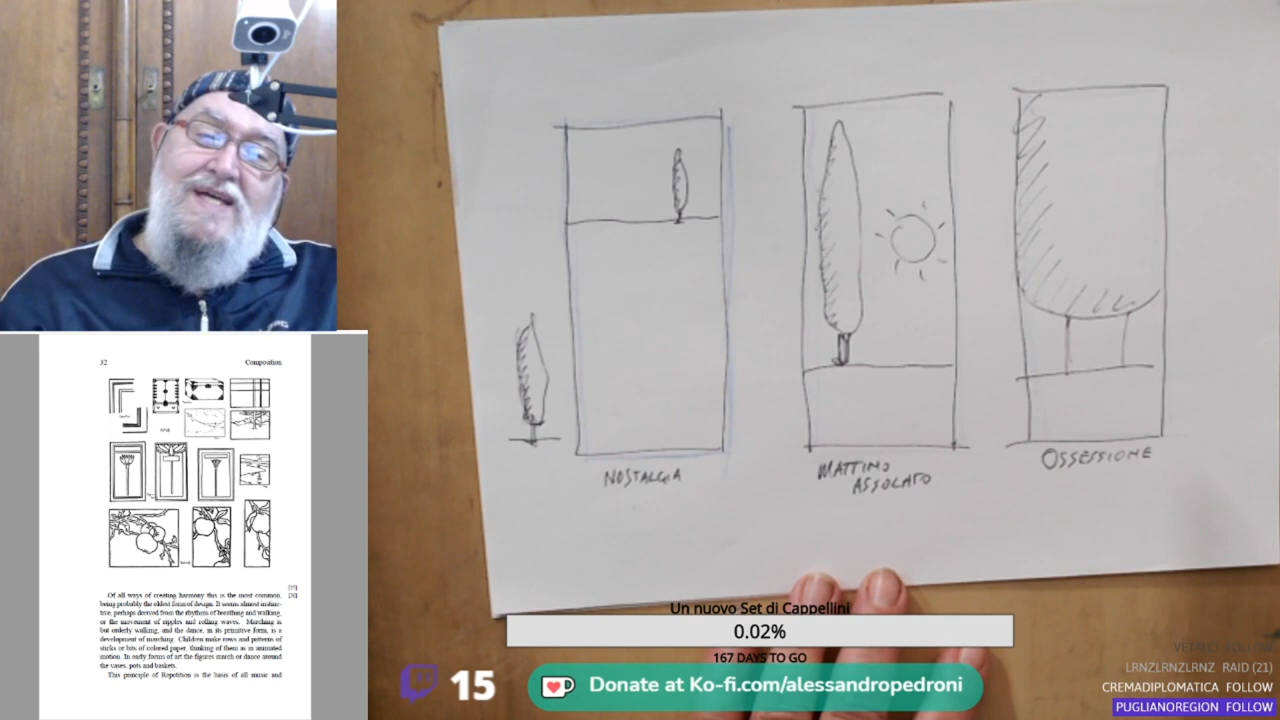 NOSTALGIA
MATTINO
ASSOLATO
OSSESSIONE
32 Composition
Of all ways of creating harmony this is the most common,
being probably the oldest form of design. It seems almost instinc-
tive, perhaps derived from the rhythms of breathing and walking,
or the movement of ripples and rolling waves. Marching is
but orderly walking, and the dance, in its primitive form, is a
development of marching. Children make rows and patterns of
sticks or bits of colored paper, thinking of them as in animated
motion. In early forms of art the figures march or dance around
the vases, pots and baskets.
This principle of Repetition is the basis of all music and
Un nuovo Set di Cappellini
0.02%
167 DAYS TO GO
15
Donate at Ko-fi.com/alessandropedroni
LRNZLRNZLRNZ RAID (21)
CREMADIPLOMATICA FOLLOW
PUGLIANOREGION FOLLOW